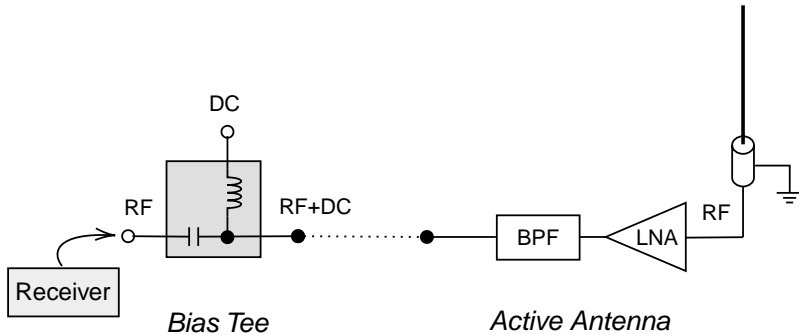 DC
RF
RF+DC
BPF
LNA
RF
Receiver
Bias Tee
Active Antenna